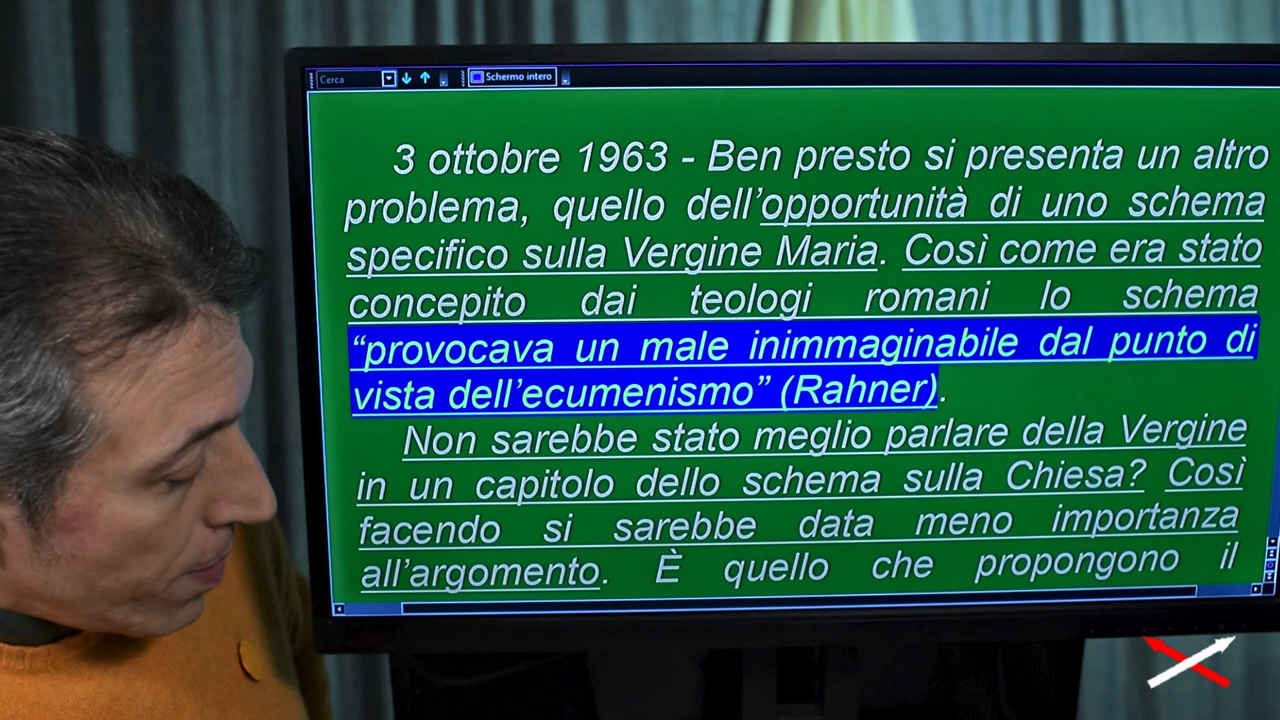 Cerca
Schermo intero
3 ottobre 1963 - Ben presto si presenta un altro
problema, quello dell’opportunità di uno schema
specifico sulla Vergine Maria. Così come era stato
concepito dai teologi romani lo schema
“provocava un male inimmaginabile dal punto di
vista dell’ecumenismo” (Rahner).
Non sarebbe stato meglio parlare della Vergine
in un capitolo dello schema sulla Chiesa? Così
facendo si sarebbe data meno importanza
all’argomento. È quello che propongono il